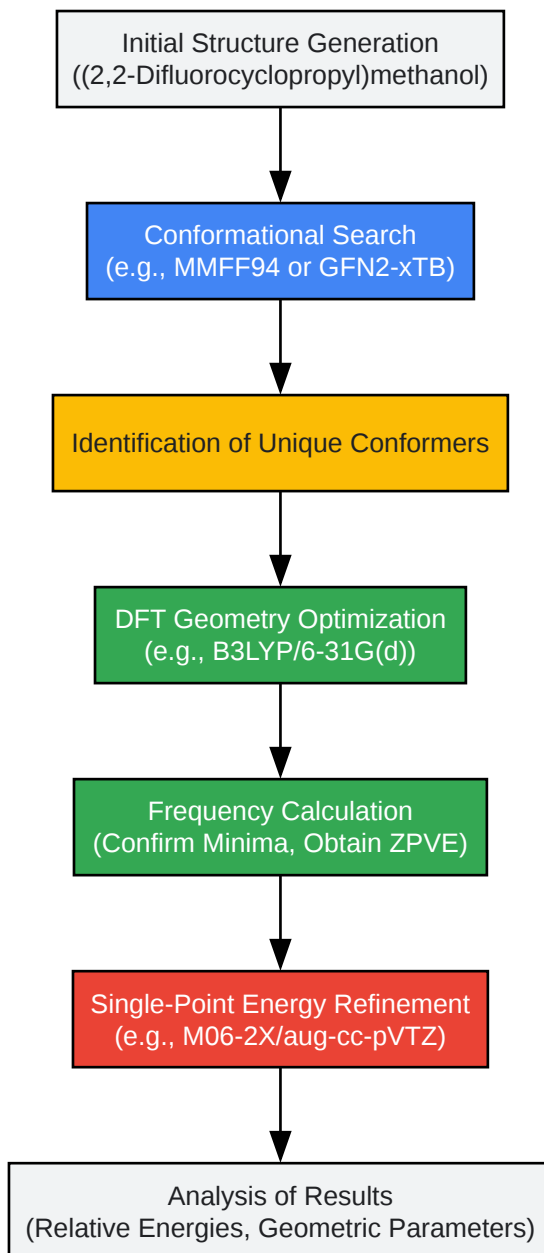 Initial Structure Generation
((2,2-Difluorocyclopropyl)methanol)
Conformational Search
(e.g., MMFF94 or GFN2-xTB)
Identification of Unique Conformers
DFT Geometry Optimization
(e.g., B3LYP/6-31G(d))
Frequency Calculation
(Confirm Minima, Obtain ZPVE)
Single-Point Energy Refinement
(e.g., M06-2X/aug-cc-pVTZ)
Analysis of Results
(Relative Energies, Geometric Parameters)